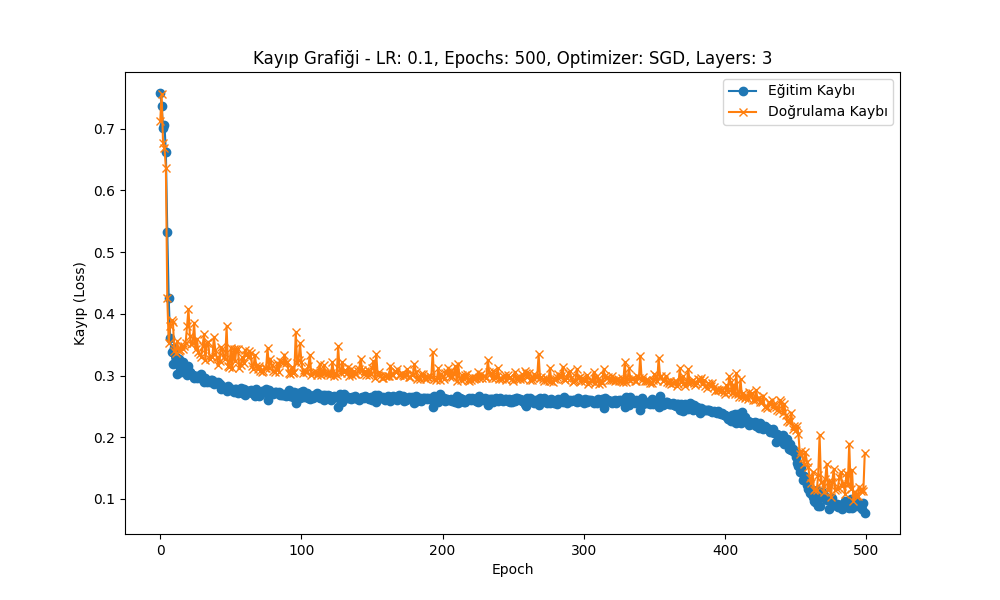 Kayıp Grafiği - LR: 0.1, Epochs: 500, Optimizer: SGD, Layers: 3
Eğitim Kaybı
Doğrulama Kaybı
Kayıp (Loss)
0.7
0.6
0.5
0.4
0.3
0.2
0.1
0 100 200 300 400 500
Epoch